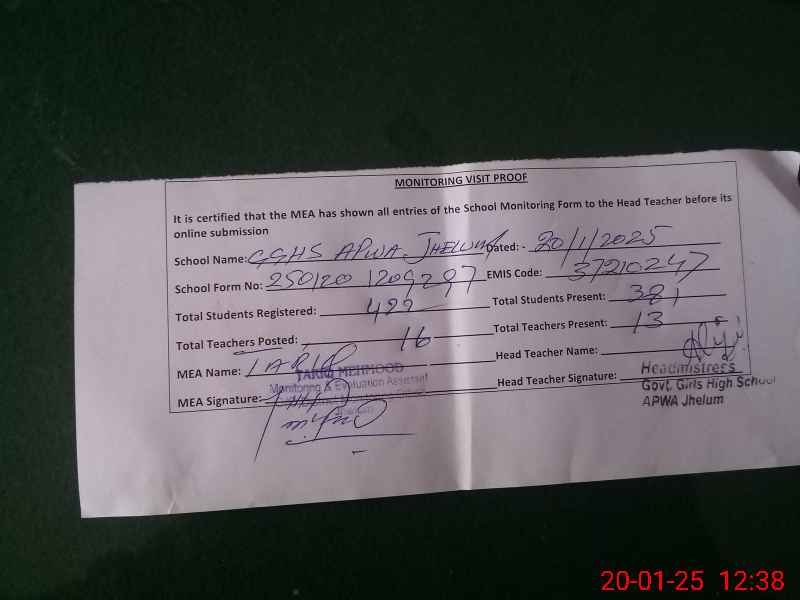 MONITORING VISIT PROOF
It is certified that the MEA has shown all entries of the School Monitoring Form to the Head Teacher before its
online submission
School Name: GGHS APWA JHELUM Dated: - 20/1/2025
School Form No: 250120 1209297 EMIS Code: 37210247
Total Students Registered: 422 Total Students Present: 381
Total Teachers Posted: 16 Total Teachers Present: 13
MEA Name: TARIQ Head Teacher Name:
TARIQ MEHMOOD
Monitoring & Evaluation Assistant
MEA Signature: Head Teacher Signature:
Headmistress
Govt. Girls High School
APWA Jhelum
20-01-25 12:38